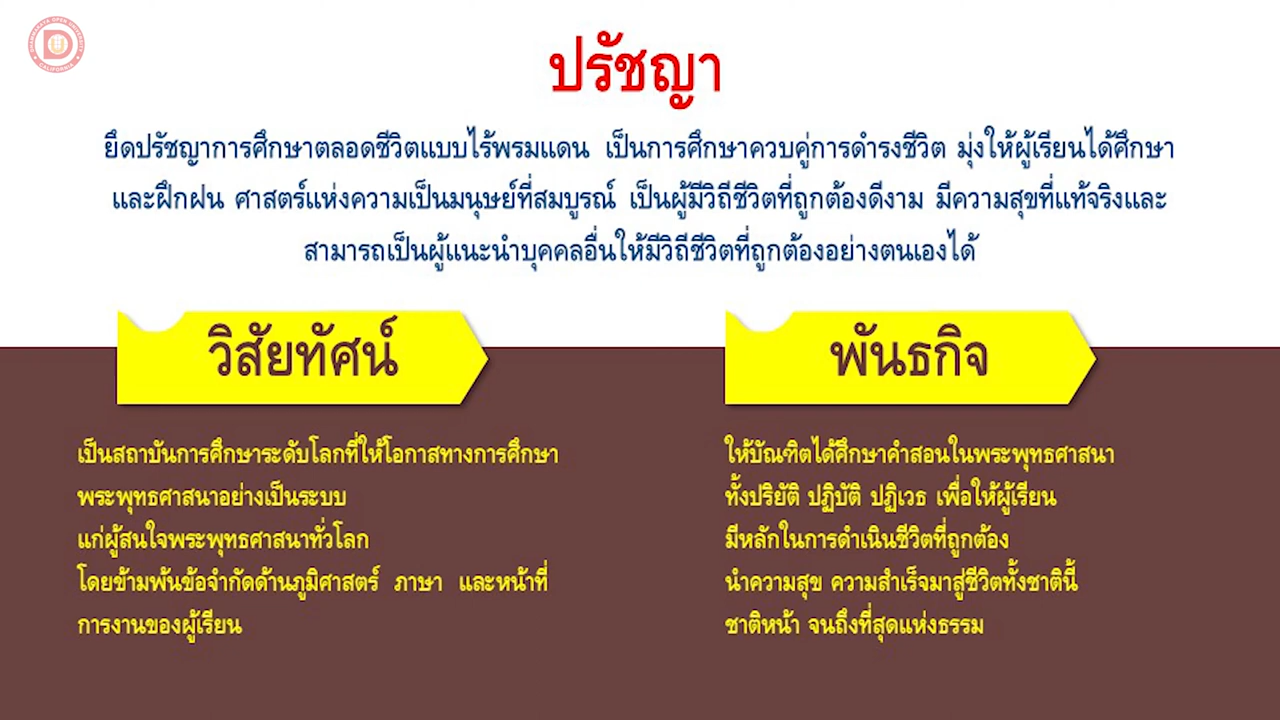 DHAMMAKAYA OPEN UNIVERSITY
CALIFORNIA
ปรัชญา
ยึดปรัชญาการศึกษาตลอดชีวิตแบบไร้พรมแดน เป็นการศึกษาควบคู่การดำรงชีวิต มุ่งให้ผู้เรียนได้ศึกษา
และฝึกฝน ศาสตร์แห่งความเป็นมนุษย์ที่สมบูรณ์ เป็นผู้มีวิถีชีวิตที่ถูกต้องดีงาม มีความสุขที่แท้จริงและ
สามารถเป็นผู้แนะนำบุคคลอื่นให้มีวิถีชีวิตที่ถูกต้องอย่างตนเองได้
วิสัยทัศน์
เป็นสถาบันการศึกษาระดับโลกที่ให้โอกาสทางการศึกษา
พระพุทธศาสนาอย่างเป็นระบบ
แก่ผู้สนใจพระพุทธศาสนาทั่วโลก
โดยข้ามพ้นข้อจำกัดด้านภูมิศาสตร์ ภาษา และหน้าที่
การงานของผู้เรียน
พันธกิจ
ให้บัณฑิตได้ศึกษาคำสอนในพระพุทธศาสนา
ทั้งปริยัติ ปฏิบัติ ปฏิเวธ เพื่อให้ผู้เรียน
มีหลักในการดำเนินชีวิตที่ถูกต้อง
นำความสุข ความสำเร็จมาสู่ชีวิตทั้งชาตินี้
ชาติหน้า จนถึงที่สุดแห่งธรรม